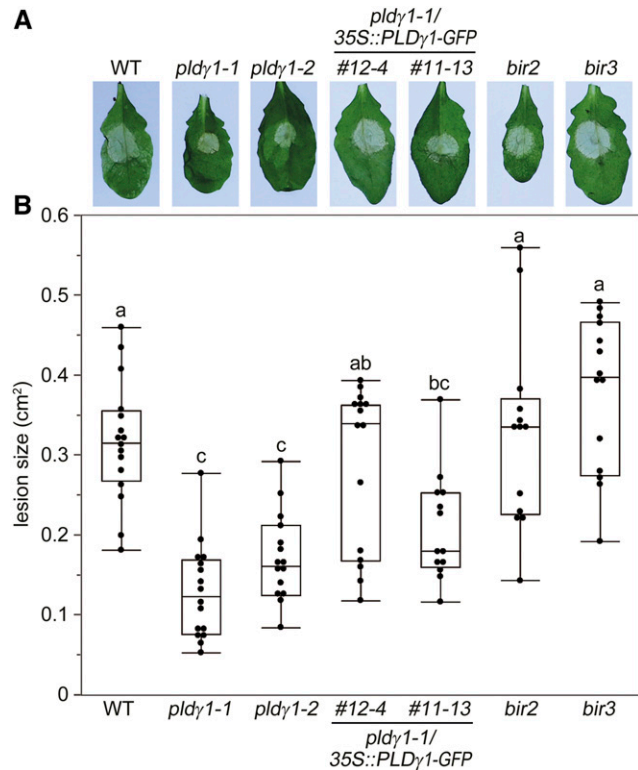 A
pldγ1-1/
35S::PLDγ1-GFP
WT pldγ1-1 pldγ1-2 #12-4 #11-13 bir2 bir3
B
0.6
0.5
0.4
0.3
0.2
0.1
0
lesion size (cm²)
a
c
c
ab
bc
a
a
WT pldγ1-1 pldγ1-2 #12-4 #11-13 bir2 bir3
pldγ1-1/
35S::PLDγ1-GFP